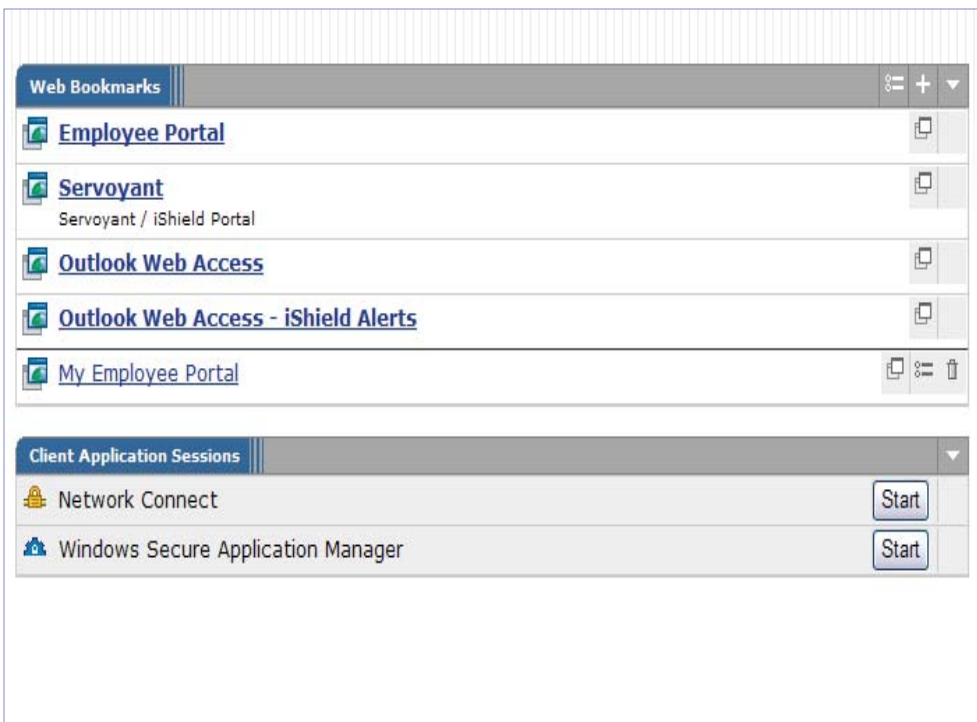 Web Bookmarks
Employee Portal
Servoyant
Servoyant / iShield Portal
Outlook Web Access
Outlook Web Access - iShield Alerts
My Employee Portal
Client Application Sessions
Network Connect
Start
Windows Secure Application Manager
Start